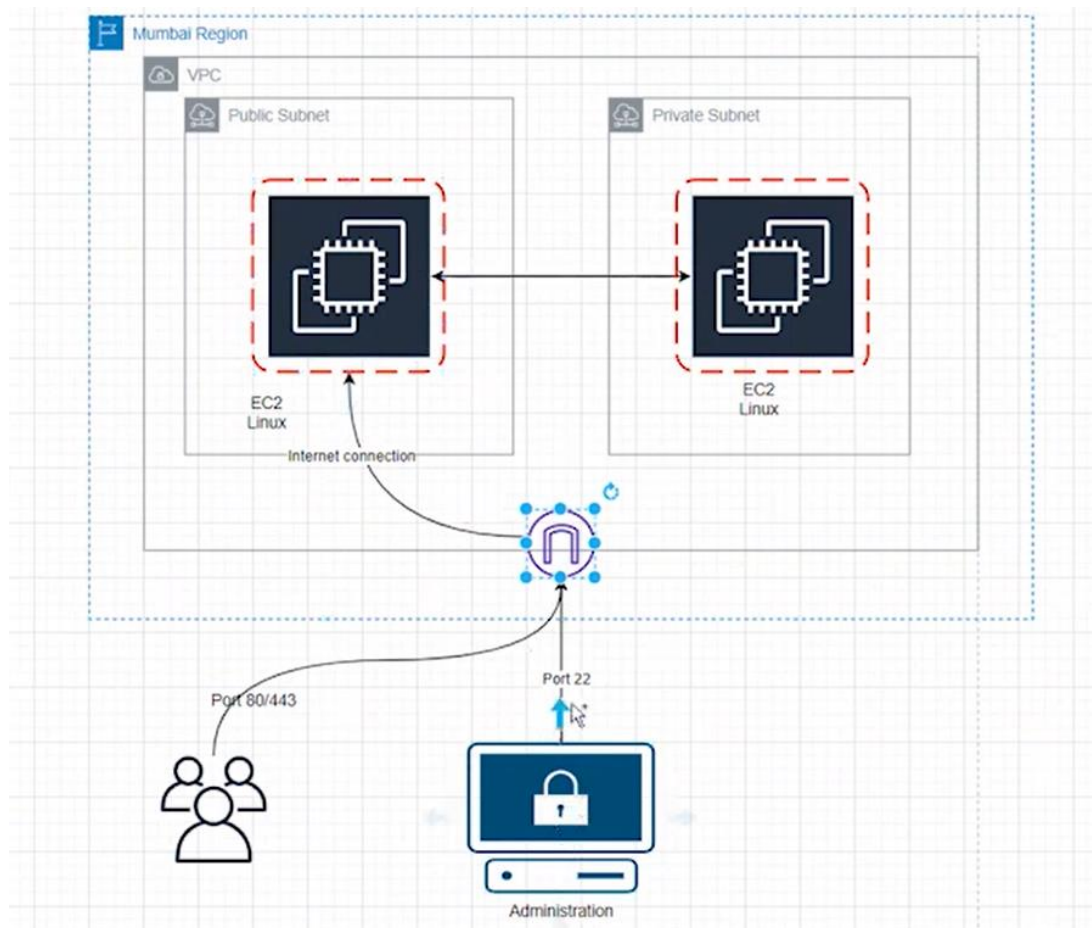 Mumbai Region
VPC
Public Subnet
Private Subnet
EC2
Linux
EC2
Linux
Internet connection
Port 22
Port 80/443
Administration